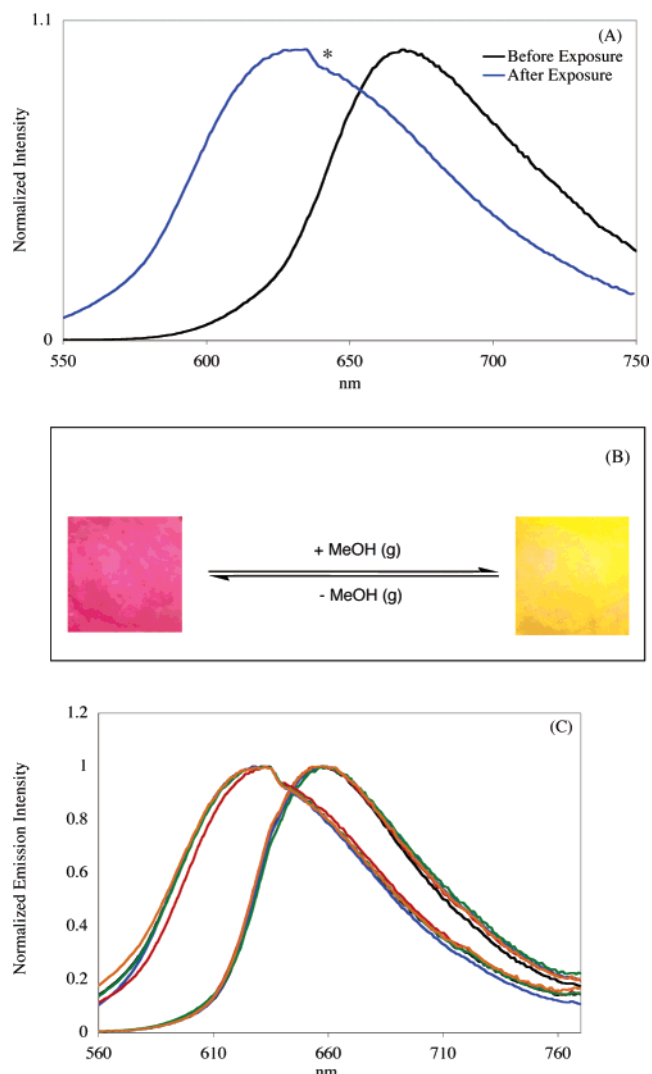 1.1
(A)
*
Before Exposure
After Exposure
Normalized Intensity
0
550 600 650 700 750
nm
(B)
+ MeOH (g)
- MeOH (g)
1.2
(C)
1
0.8
0.6
0.4
0.2
0
Normalized Emission Intensity
560 610 660 710 760
nm